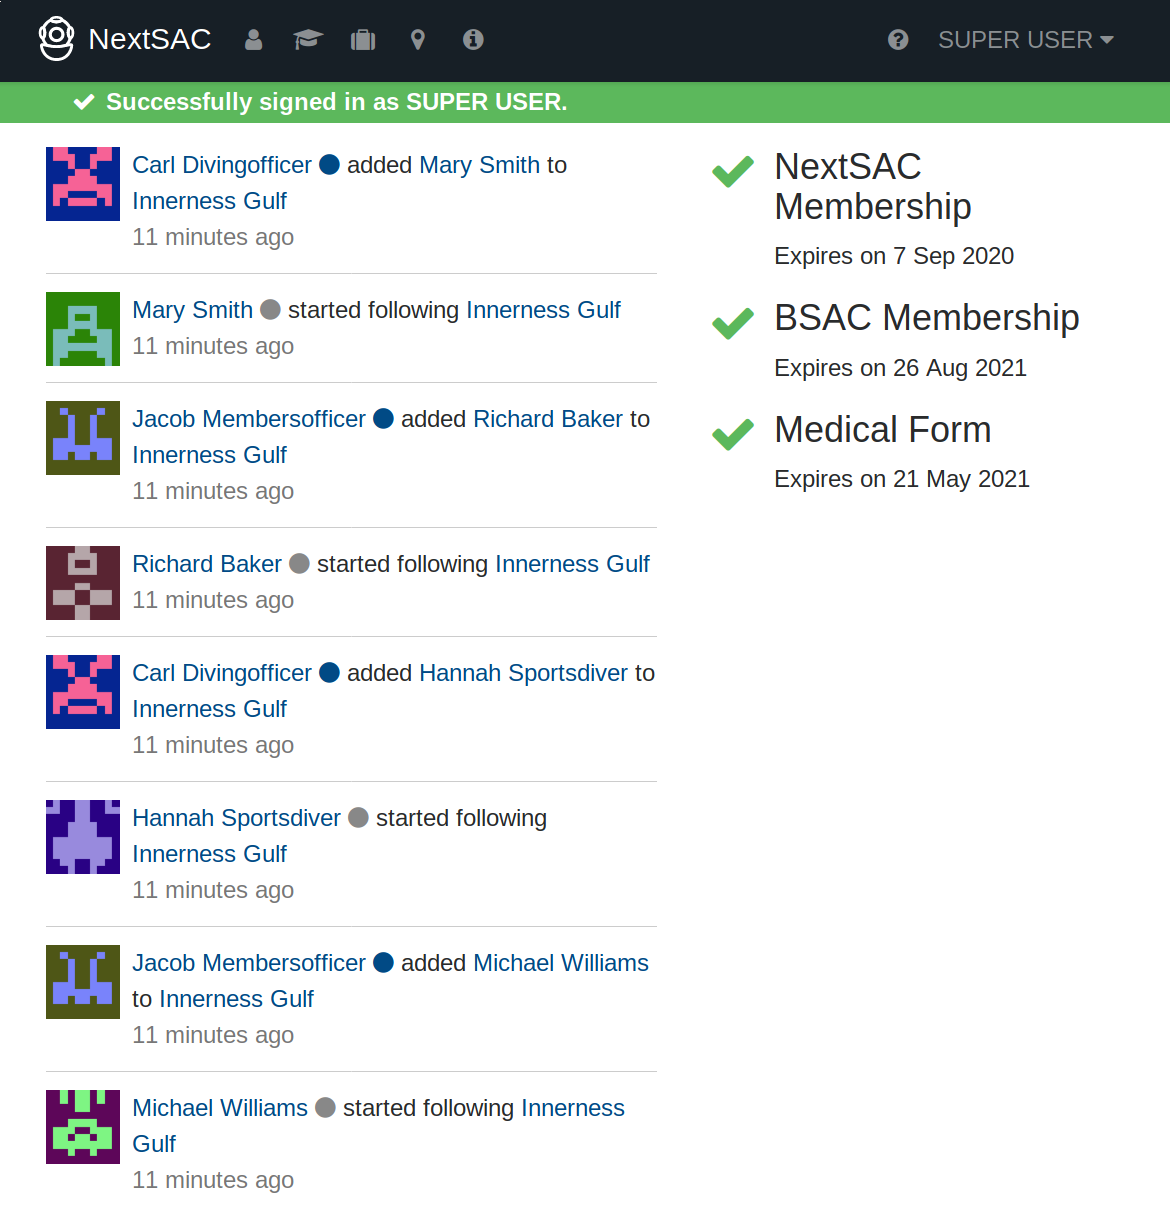 NextSAC
SUPER USER
Successfully signed in as SUPER USER.
Carl Divingofficer added Mary Smith to
Innerness Gulf
11 minutes ago
Mary Smith started following Innerness Gulf
11 minutes ago
Jacob Membersofficer added Richard Baker to
Innerness Gulf
11 minutes ago
Richard Baker started following Innerness Gulf
11 minutes ago
Carl Divingofficer added Hannah Sportsdiver to
Innerness Gulf
11 minutes ago
Hannah Sportsdiver started following
Innerness Gulf
11 minutes ago
Jacob Membersofficer added Michael Williams
to Innerness Gulf
11 minutes ago
Michael Williams started following Innerness
Gulf
11 minutes ago
NextSAC
Membership
Expires on 7 Sep 2020
BSAC Membership
Expires on 26 Aug 2021
Medical Form
Expires on 21 May 2021